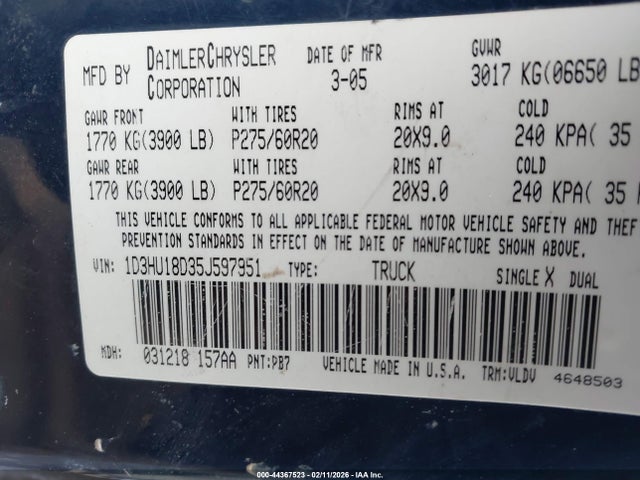 MFD BY DAIMLERCHRYSLER CORPORATION DATE OF MFR 3-05 GVWR 3017 KG(06650 LB
GAWR FRONT WITH TIRES RIMS AT COLD
1770 KG(3900 LB) P275/60R20 20X9.0 240 KPA( 35
GAWR REAR WITH TIRES RIMS AT COLD
1770 KG(3900 LB) P275/60R20 20X9.0 240 KPA( 35
THIS VEHICLE CONFORMS TO ALL APPLICABLE FEDERAL MOTOR VEHICLE SAFETY AND THEF
PREVENTION STANDARDS IN EFFECT ON THE DATE OF MANUFACTURE SHOWN ABOVE.
VIN: 1D3HU18D35J597951 TYPE: TRUCK SINGLE X DUAL
MDH: 031218 157AA PNT:PB7 VEHICLE MADE IN U.S.A. TRM:VLDV 4648503
000-44367523 - 02/11/2026 - IAA Inc.